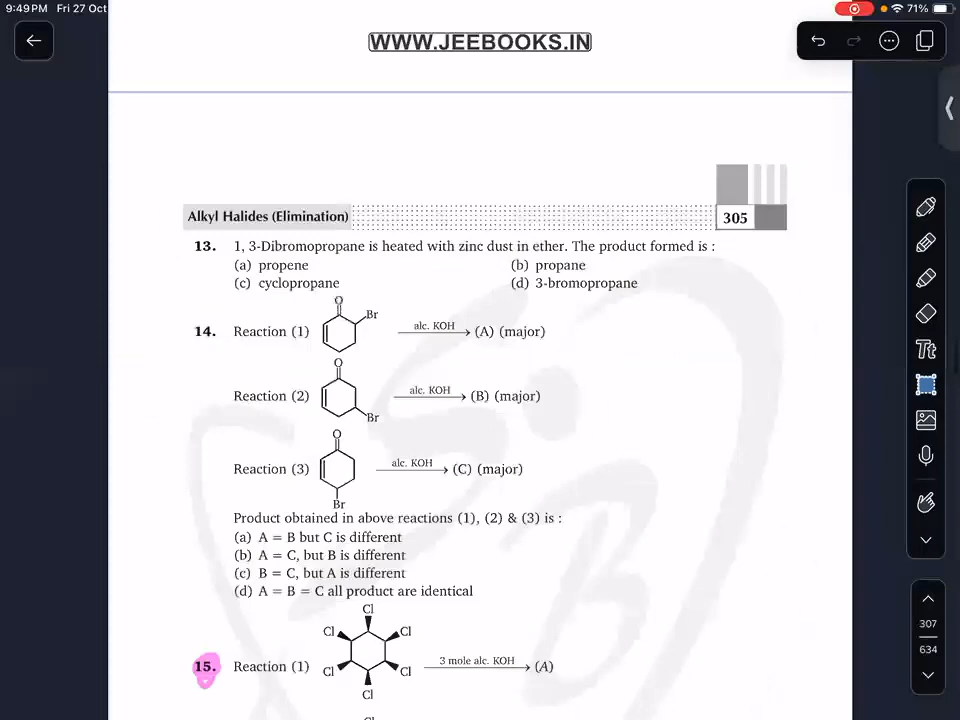 9:49 PM Fri 27 Oct 71%
WWW.JEEBOOKS.IN
Alkyl Halides (Elimination) 305
13. 1, 3-Dibromopropane is heated with zinc dust in ether. The product formed is :
(a) propene (b) propane
(c) cyclopropane (d) 3-bromopropane
O
Br
14. Reaction (1) alc. KOH (A) (major)
O
Reaction (2) alc. KOH (B) (major)
Br
O
Reaction (3) alc. KOH (C) (major)
Br
Product obtained in above reactions (1), (2) & (3) is :
(a) A = B but C is different
(b) A = C, but B is different
(c) B = C, but A is different
(d) A = B = C all product are identical
Cl
Cl Cl
15. Reaction (1) 3 mole alc. KOH (A)
Cl Cl
Cl
Tt
307
634